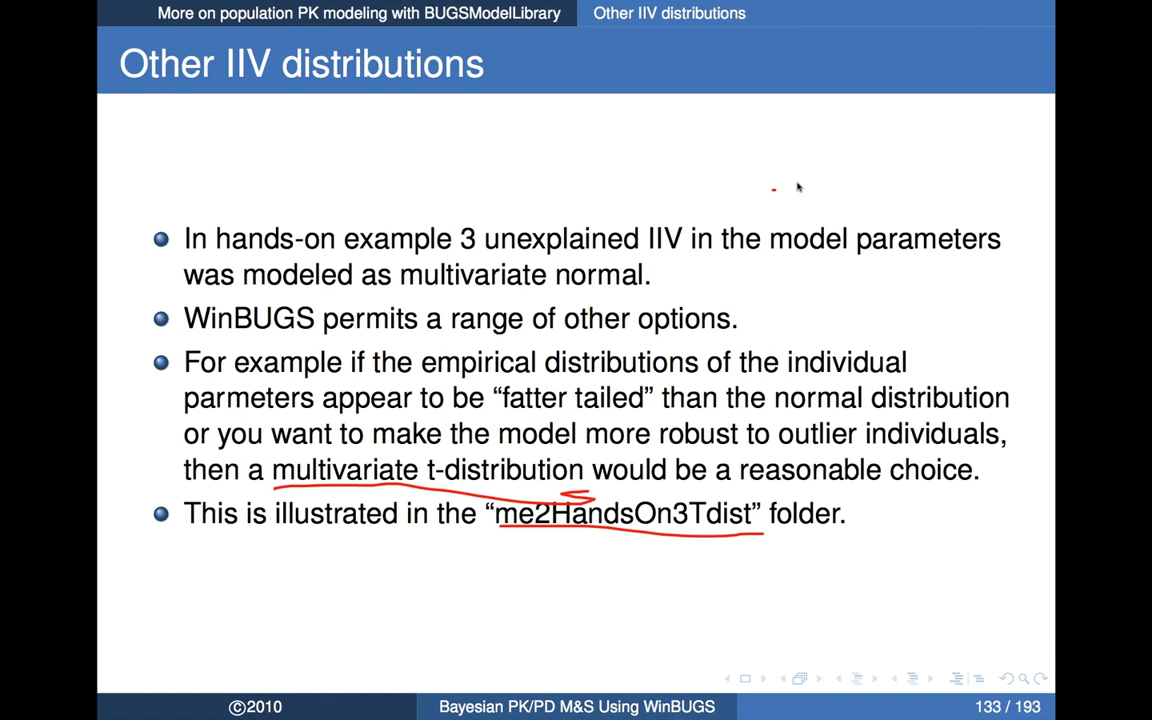 More on population PK modeling with BUGSModelLibrary Other IIV distributions
Other IIV distributions
In hands-on example 3 unexplained IIV in the model parameters
was modeled as multivariate normal.
WinBUGS permits a range of other options.
For example if the empirical distributions of the individual
parmeters appear to be “fatter tailed” than the normal distribution
or you want to make the model more robust to outlier individuals,
then a multivariate t-distribution would be a reasonable choice.
This is illustrated in the “me2HandsOn3Tdist” folder.
©2010 Bayesian PK/PD M&S Using WinBUGS 133 / 193